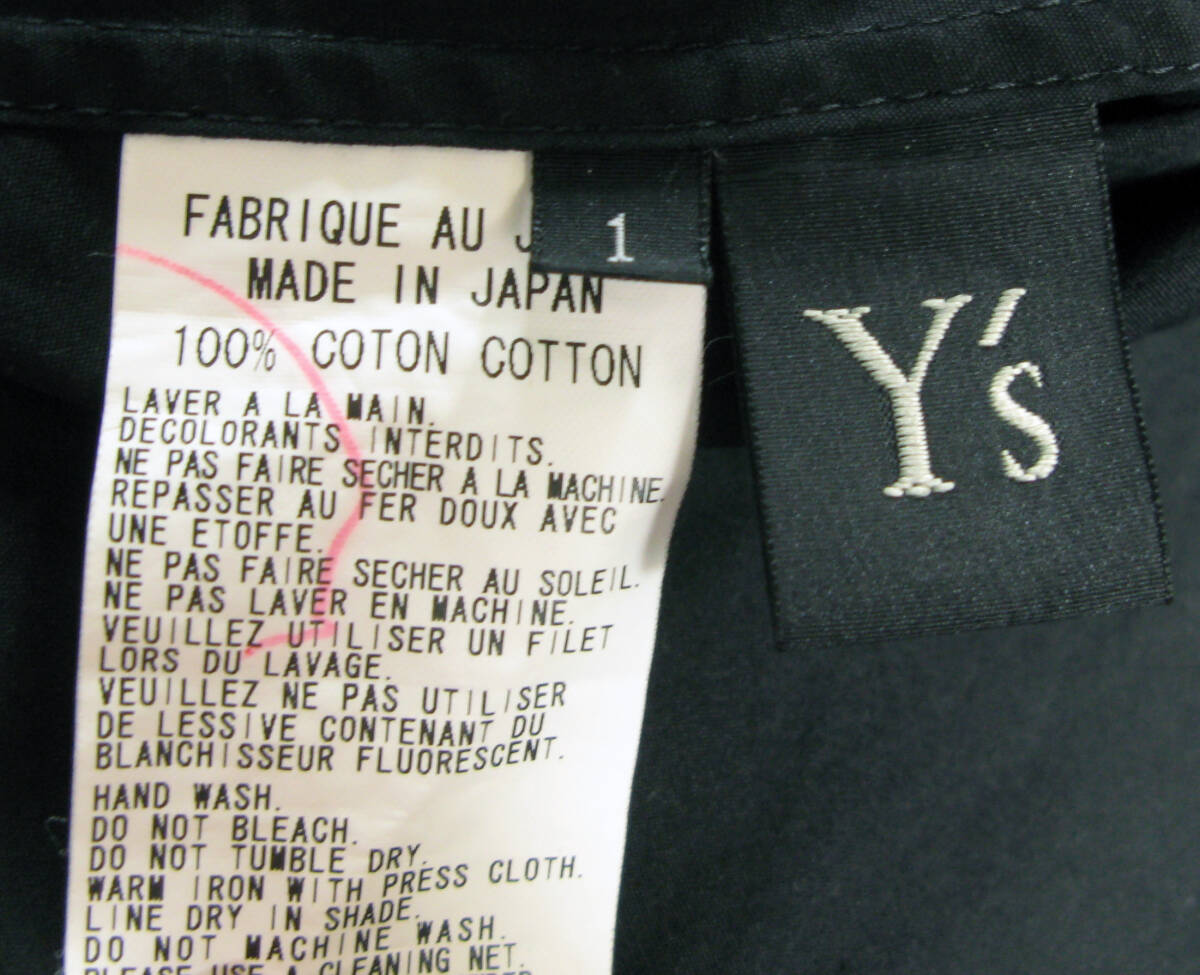 FABRIQUE AU J
MADE IN JAPAN
100% COTON COTTON
LAVER A LA MAIN.
DECOLORANTS INTERDITS.
NE PAS FAIRE SECHER A LA MACHINE.
REPASSER AU FER DOUX AVEC
UNE ETOFFE.
NE PAS FAIRE SECHER AU SOLEIL.
NE PAS LAVER EN MACHINE.
VEUILLEZ UTILISER UN FILET
LORS DU LAVAGE.
VEUILLEZ NE PAS UTILISER
DE LESSIVE CONTENANT DU
BLANCHISSEUR FLUORESCENT.
HAND WASH.
DO NOT BLEACH.
DO NOT TUMBLE DRY.
WARM IRON WITH PRESS CLOTH.
LINE DRY IN SHADE.
DO NOT MACHINE WASH.
PLEASE USE A CLEANING NET.
1
Y's